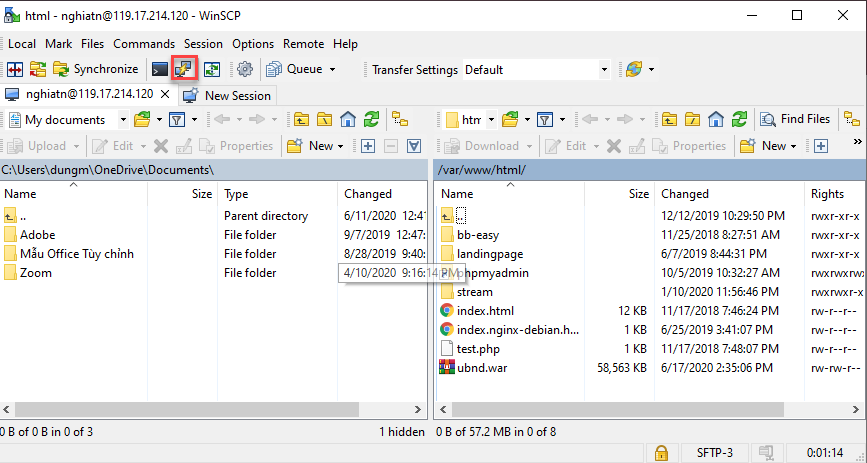 html - nghiatn@119.17.214.120 - WinSCP
Local Mark Files Commands Session Options Remote Help
Synchronize Queue Transfer Settings Default
nghiatn@119.17.214.120 × New Session
My documents htm Find Files
Upload Edit Properties New Download Edit Properties New »
C:\Users\dungm\OneDrive\Documents\ /var/www/html/
Name Size Type Changed Name Size Changed Rights
.. Parent directory 6/11/2020 12:41 .. 12/12/2019 10:29:50 PM rwxr-xr-x
Adobe File folder 9/7/2019 12:47: bb-easy 11/25/2018 8:27:51 AM rwxr-xr-x
Mẫu Office Tùy chỉnh File folder 8/28/2019 9:40: landingpage 6/7/2019 8:44:31 PM rwxr-xr-x
Zoom File folder 4/10/2020 9:16:14 PM phpmyadmin 10/5/2019 10:32:27 AM rwxrwxrw
stream 1/10/2020 11:56:46 PM rwxrwxr-x
index.html 12 KB 11/17/2018 7:46:24 PM rw-r--r--
index.nginx-debian.h... 1 KB 6/25/2019 3:41:07 PM rw-r--r--
test.php 1 KB 11/17/2018 7:48:07 PM rw-r--r--
ubnd.war 58,563 KB 6/17/2020 2:35:06 PM rw-rw-r--
0 B of 0 B in 0 of 3 1 hidden 0 B of 57.2 MB in 0 of 8
SFTP-3 0:01:14